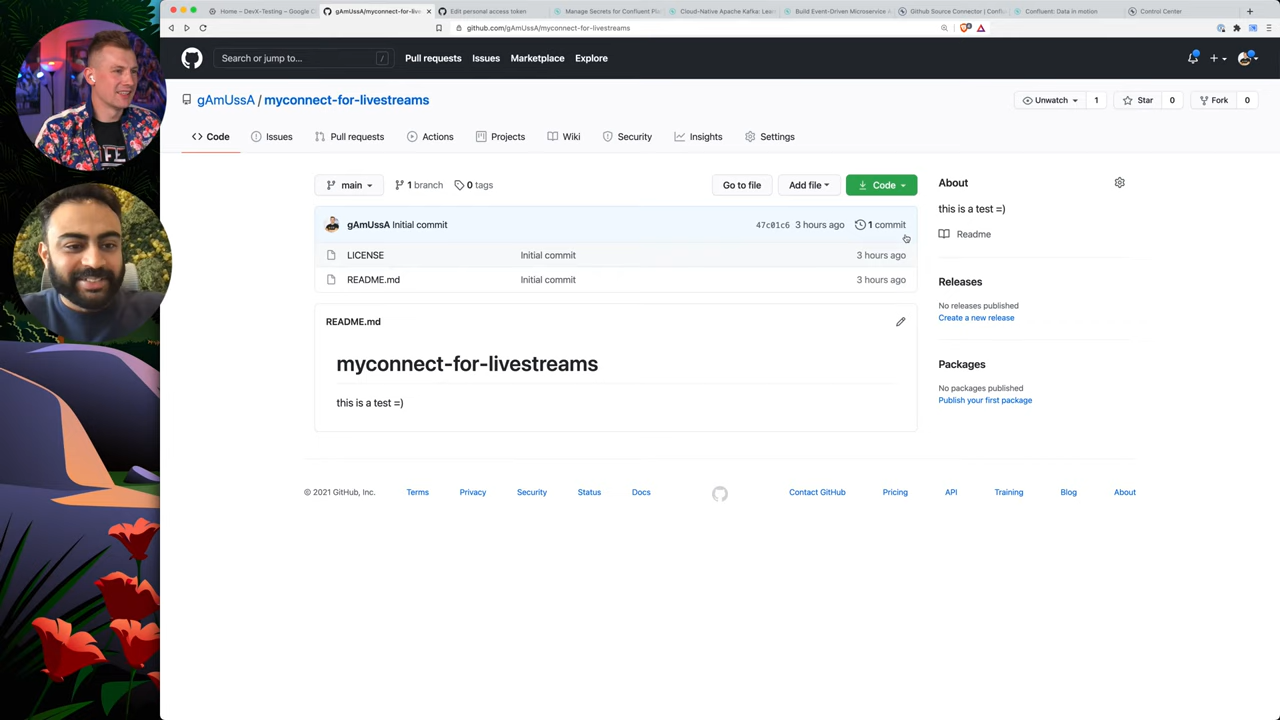 Home – DevX-Testing – Google C
gAmUssA/myconnect-for-live
Edit personal access token
Manage Secrets for Confluent Pla
Cloud-Native Apache Kafka: Lear
Build Event-Driven Microservice
Github Source Connector | Conflu
Confluent: Data in motion
Control Center
github.com/gAmUssA/myconnect-for-livestreams
Search or jump to...
/
Pull requests
Issues
Marketplace
Explore
gAmUssA / myconnect-for-livestreams
Unwatch 1
Star 0
Fork 0
Code
Issues
Pull requests
Actions
Projects
Wiki
Security
Insights
Settings
main
1 branch
0 tags
Go to file
Add file
Code
gAmUssA Initial commit
47c01c6 3 hours ago
1 commit
LICENSE
Initial commit
3 hours ago
README.md
Initial commit
3 hours ago
README.md
myconnect-for-livestreams
this is a test =)
About
this is a test =)
Readme
Releases
No releases published
Create a new release
Packages
No packages published
Publish your first package
© 2021 GitHub, Inc.
Terms
Privacy
Security
Status
Docs
Contact GitHub
Pricing
API
Training
Blog
About